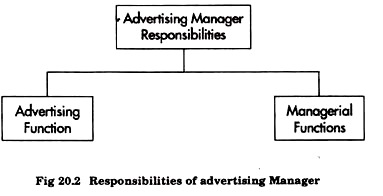 Advertising Manager
Responsibilities
Advertising
Function
Managerial
Functions
Fig 20.2 Responsibilities of advertising Manager